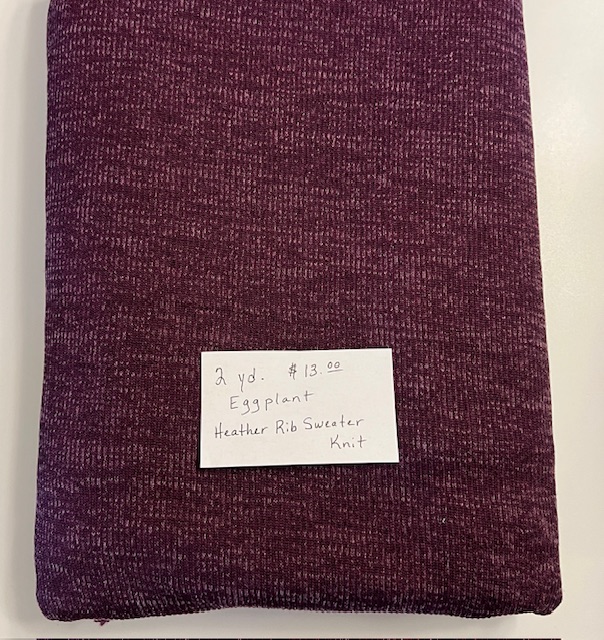 2 yd. $13.00
Eggplant
Heather Rib Sweater
Knit